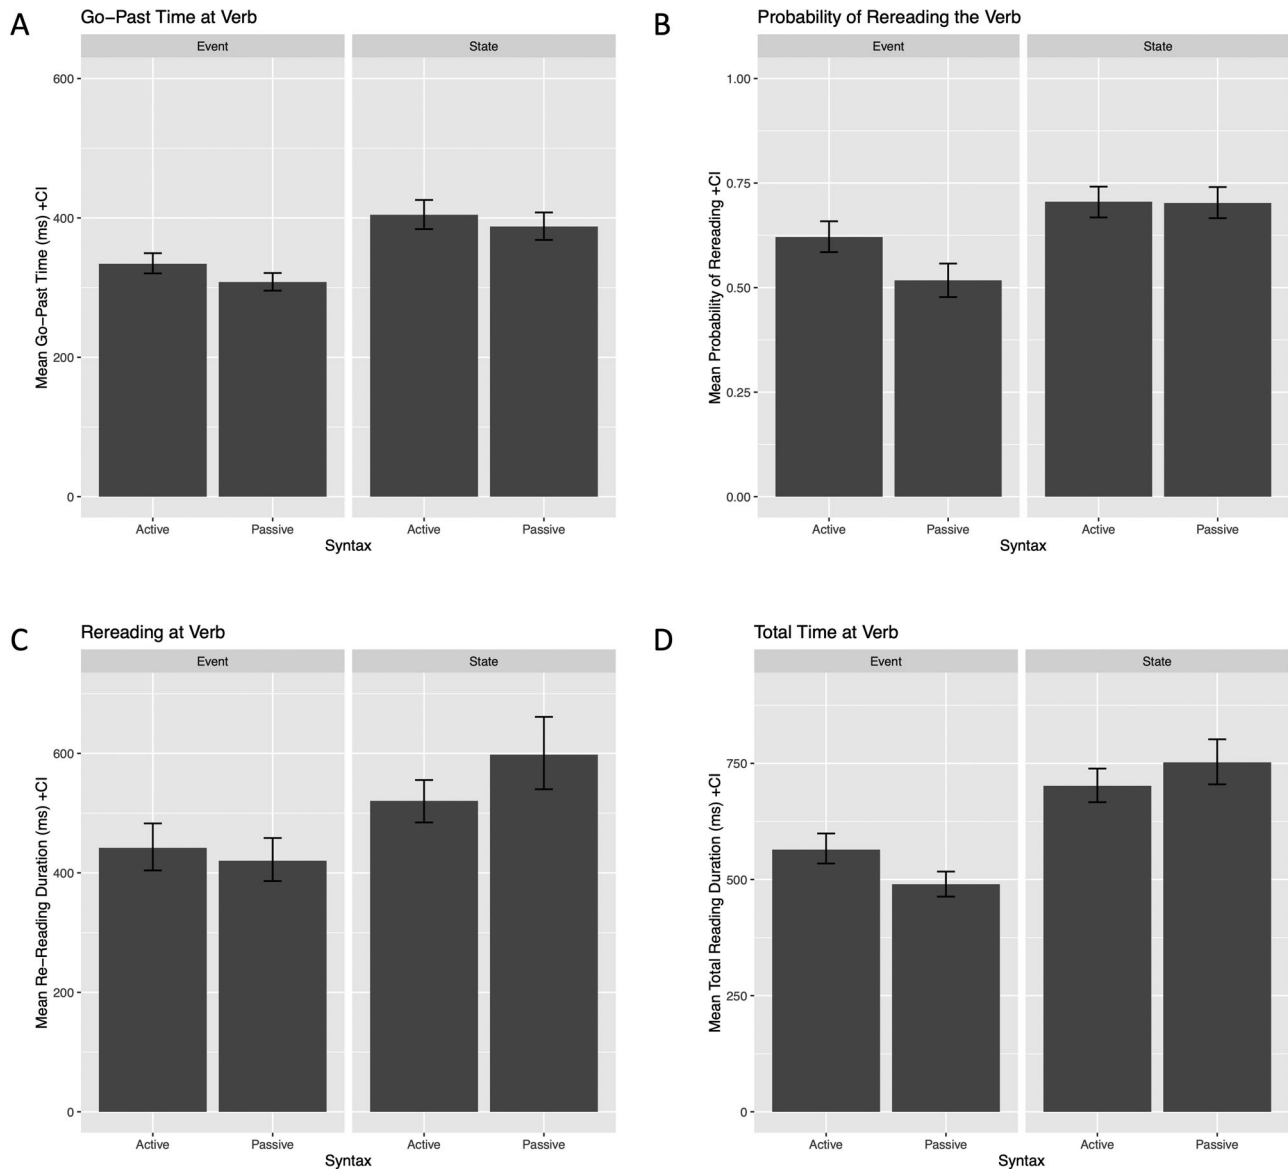 A
Go-Past Time at Verb
Event State
600
400
200
0
Mean Go-Past Time (ms) +CI
Active Passive Active Passive
Syntax
B
Probability of Rereading the Verb
Event State
1.00
0.75
0.50
0.25
0.00
Mean Probability of Rereading +CI
Active Passive Active Passive
Syntax
C
Rereading at Verb
Event State
600
400
200
0
Mean Re-Reading Duration (ms) +CI
Active Passive Active Passive
Syntax
D
Total Time at Verb
Event State
750
500
250
0
Mean Total Reading Duration (ms) +CI
Active Passive Active Passive
Syntax